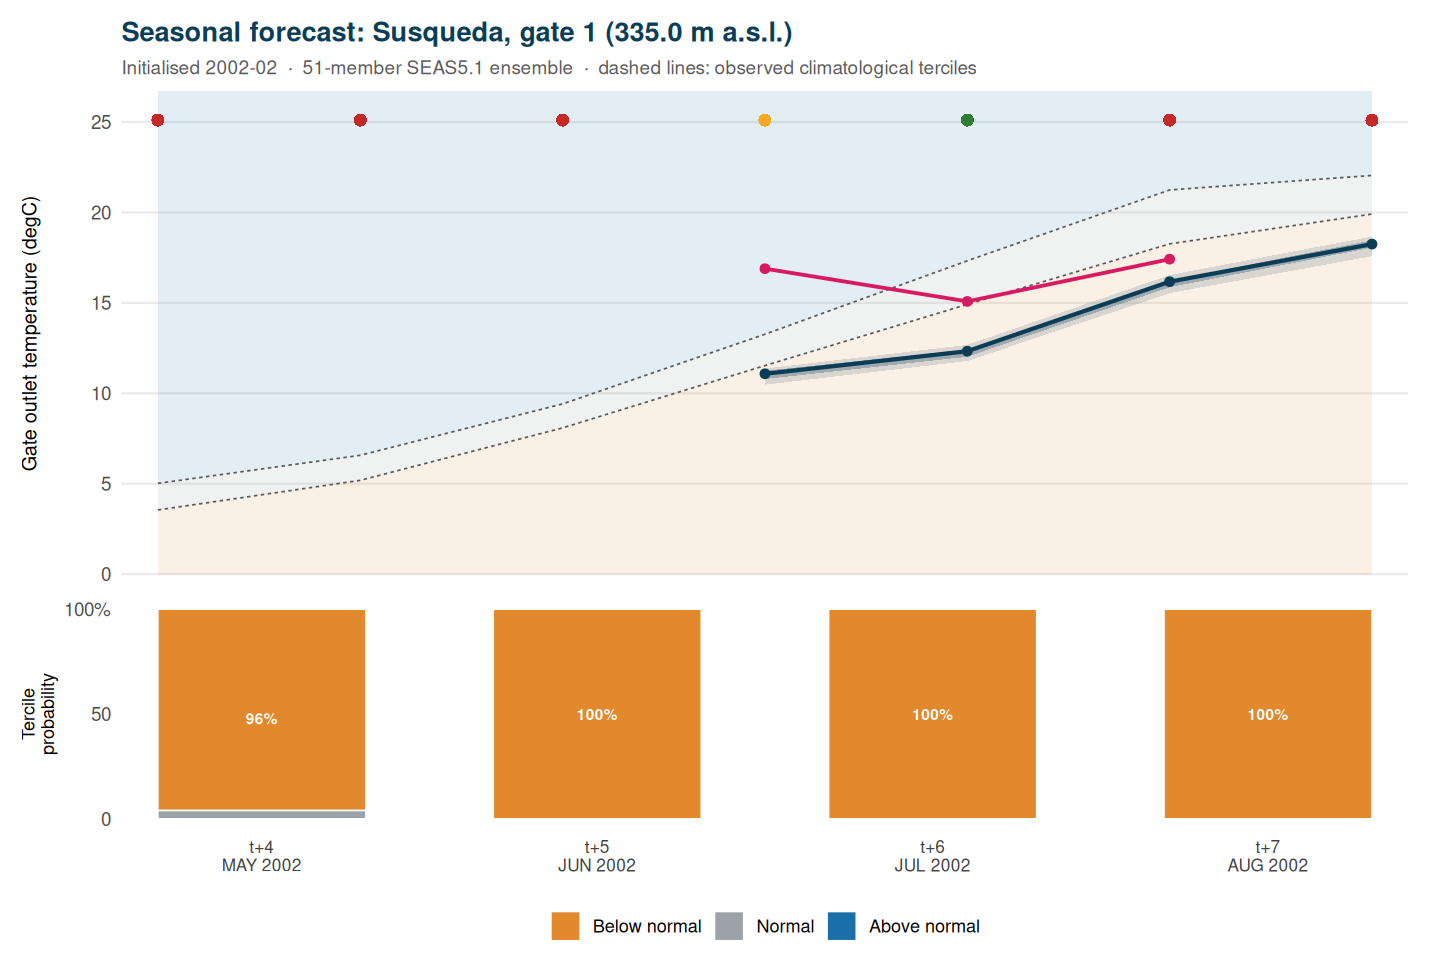 Seasonal forecast: Susqueda, gate 1 (335.0 m a.s.l.)
Initialised 2002-02 · 51-member SEAS5.1 ensemble · dashed lines: observed climatological terciles
Gate outlet temperature (degC)
25
20
15
10
5
0
Tercile
probability
100%
50
0
96%
100%
100%
100%
t+4
MAY 2002
t+5
JUN 2002
t+6
JUL 2002
t+7
AUG 2002
Below normal
Normal
Above normal